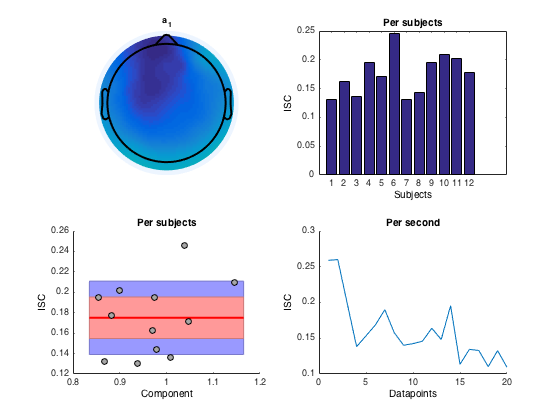 a1
Per subjects
ISC
0.25
0.2
0.15
0.1
0.05
0
1 2 3 4 5 6 7 8 9 10 11 12
Subjects
Per subjects
ISC
0.26
0.24
0.22
0.2
0.18
0.16
0.14
0.12
0.8 0.9 1 1.1 1.2
Component
Per second
ISC
0.3
0.25
0.2
0.15
0.1
0 5 10 15 20
Datapoints